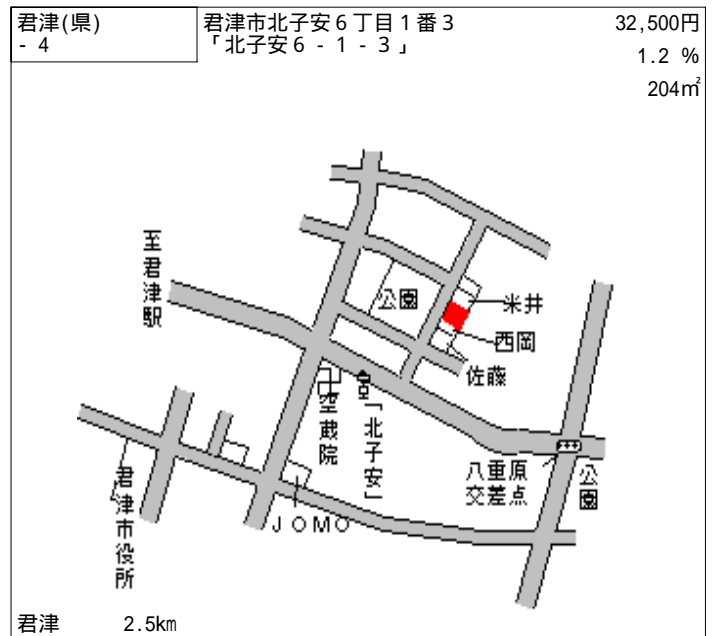 君津(県)
- 4
君津市北子安6丁目1番3
「北子安6 - 1 - 3」
32,500円
1.2 %
204㎡
至君津駅
公園
米井
西岡
佐藤
空蔵院
「北子安」
八重原
交差点
公園
君津市役所
JOMO
君津 2.5km